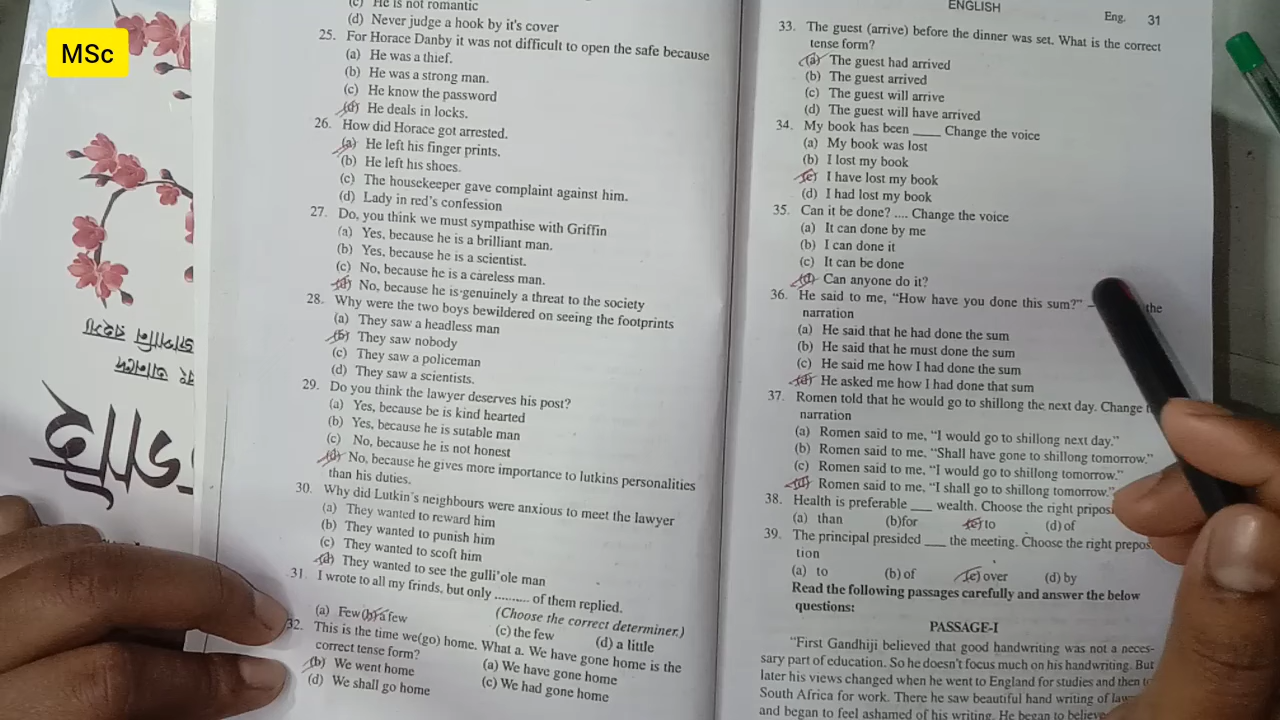 MSc
(c) He is not romantic
(d) Never judge a hook by it's cover
25. For Horace Danby it was not difficult to open the safe because
(a) He was a thief.
(b) He was a strong man.
(c) He know the password
(d) He deals in locks.
26. How did Horace got arrested.
(a) He left his finger prints.
(b) He left his shoes.
(c) The housekeeper gave complaint against him.
(d) Lady in red's confession
27. Do, you think we must sympathise with Griffin
(a) Yes, because he is a brilliant man.
(b) Yes, because he is a scientist.
(c) No, because he is a careless man.
(d) No, because he is genuinely a threat to the society
28. Why were the two boys bewildered on seeing the footprints
(a) They saw a headless man
(b) They saw nobody
(c) They saw a policeman
(d) They saw a scientists.
29. Do you think the lawyer deserves his post?
(a) Yes, because be is kind hearted
(b) Yes, because he is sutable man
(c) No, because he is not honest
(d) No, because he gives more importance to lutkins personalities
than his duties.
30. Why did Lutkin's neighbours were anxious to meet the lawyer
(a) They wanted to reward him
(b) They wanted to punish him
(c) They wanted to scoft him
(d) They wanted to see the gulli'ole man
31. I wrote to all my frinds, but only .......... of them replied.
(Choose the correct determiner.)
(a) Few (b) a few (c) the few (d) a little
32. This is the time we(go) home. What a. We have gone home is the
correct tense form?
(b) We went home (a) We have gone home
(d) We shall go home (c) We had gone home
ENGLISH Eng. 31
33. The guest (arrive) before the dinner was set. What is the correct
tense form?
(a) The guest had arrived
(b) The guest arrived
(c) The guest will arrive
(d) The guest will have arrived
34. My book has been ____ Change the voice
(a) My book was lost
(b) I lost my book
(c) I have lost my book
(d) I had lost my book
35. Can it be done? .... Change the voice
(a) It can done by me
(b) I can done it
(c) It can be done
(d) Can anyone do it?
36. He said to me, "How have you done this sum?" the
narration
(a) He said that he had done the sum
(b) He said that he must done the sum
(c) He said me how I had done the sum
(d) He asked me how I had done that sum
37. Romen told that he would go to shillong the next day. Change
narration
(a) Romen said to me, "I would go to shillong next day."
(b) Romen said to me, "Shall have gone to shillong tomorrow."
(c) Romen said to me, "I would go to shillong tomorrow."
(d) Romen said to me, "I shall go to shillong tomorrow."
38. Health is preferable ____ wealth. Choose the right
(a) than (b)for (c) to (d) of
39. The principal presided ____ the meeting. Choose the right prepos
tion
(a) to (b) of (c) over (d) by
Read the following passages carefully and answer the below
questions:
PASSAGE-I
"First Gandhiji believed that good handwriting was not a neces-
sary part of education. So he doesn't focus much on his handwriting. But
later his views changed when he went to England for studies and then
South Africa for work. There he saw beautiful hand writing of
and began to feel ashamed of his writing. He began to